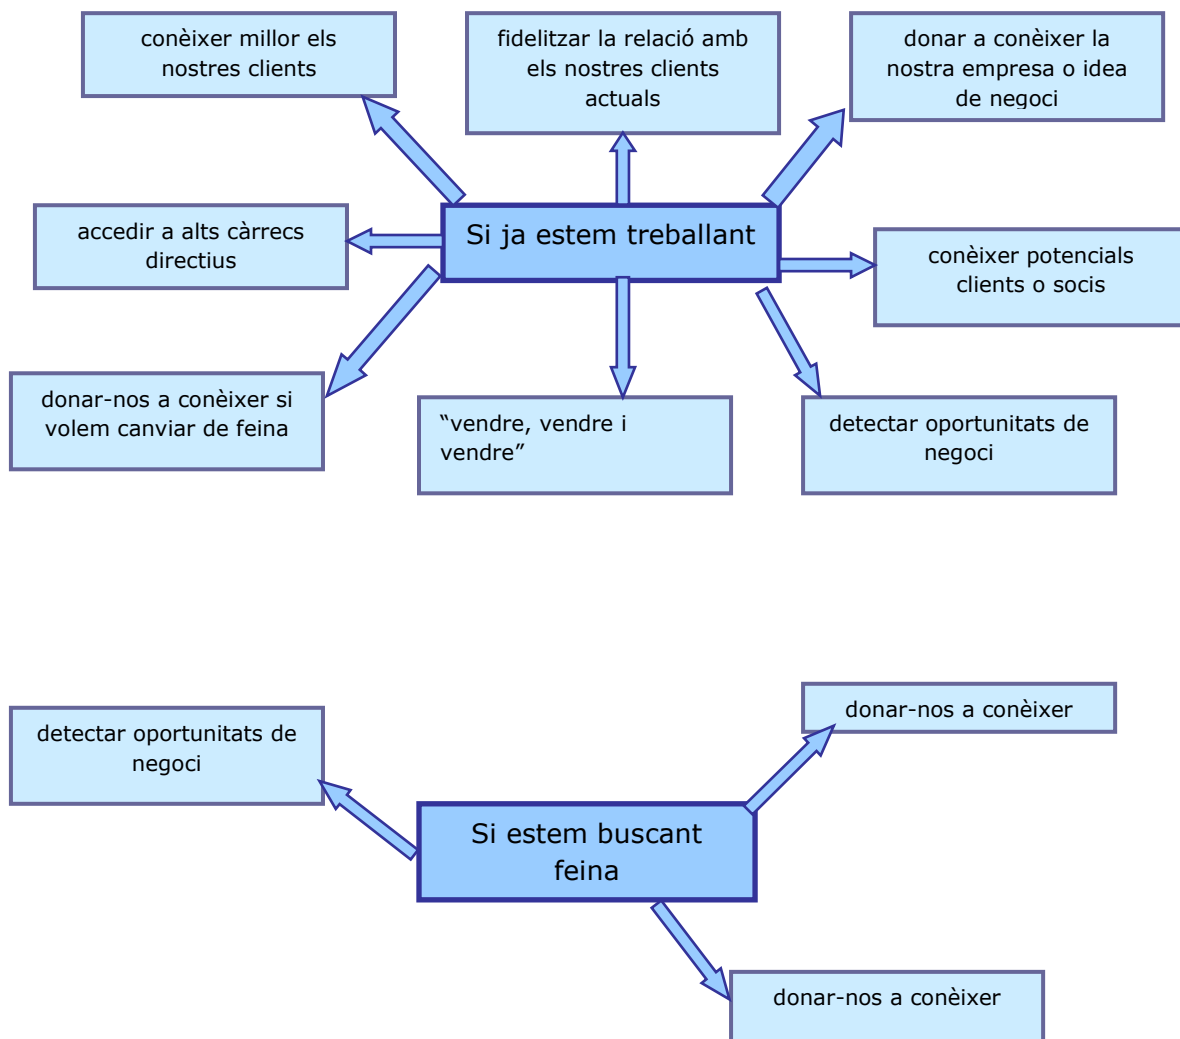 conèixer millor els
nostres clients
fidelitzar la relació amb
els nostres clients
actuals
donar a conèixer la
nostra empresa o idea
de negoci
accedir a alts càrrecs
directius
Si ja estem treballant
conèixer potencials
clients o socis
donar-nos a conèixer si
volem canviar de feina
“vendre, vendre i
vendre”
detectar oportunitats de
negoci
detectar oportunitats de
negoci
donar-nos a conèixer
Si estem buscant
feina
donar-nos a conèixer